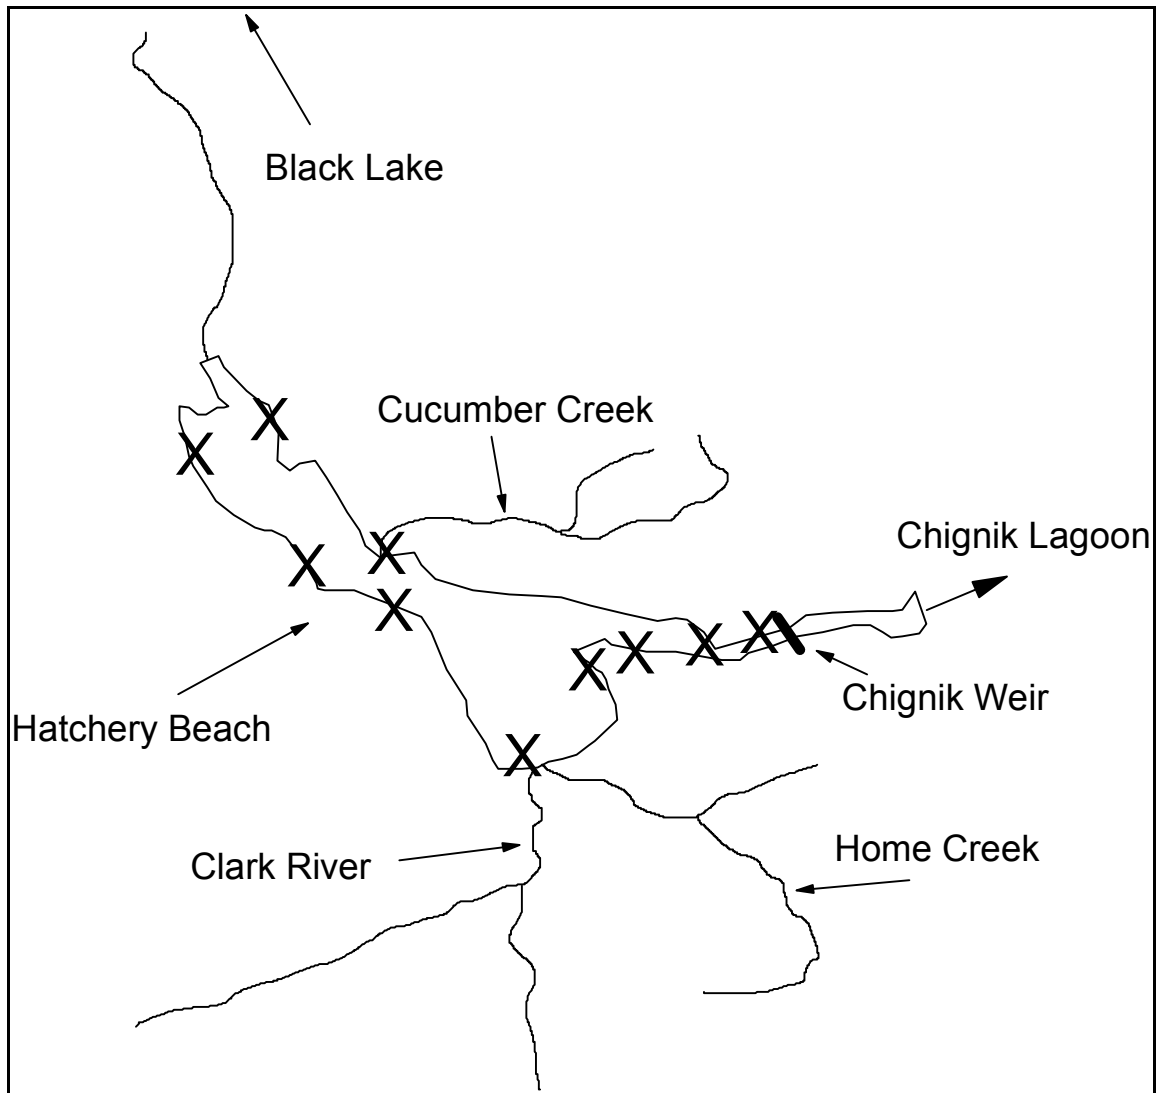 Black Lake
Cucumber Creek
Chignik Lagoon
X
X
X
X
X
X
X
X
X
X
Chignik Weir
Hatchery Beach
Home Creek
Clark River